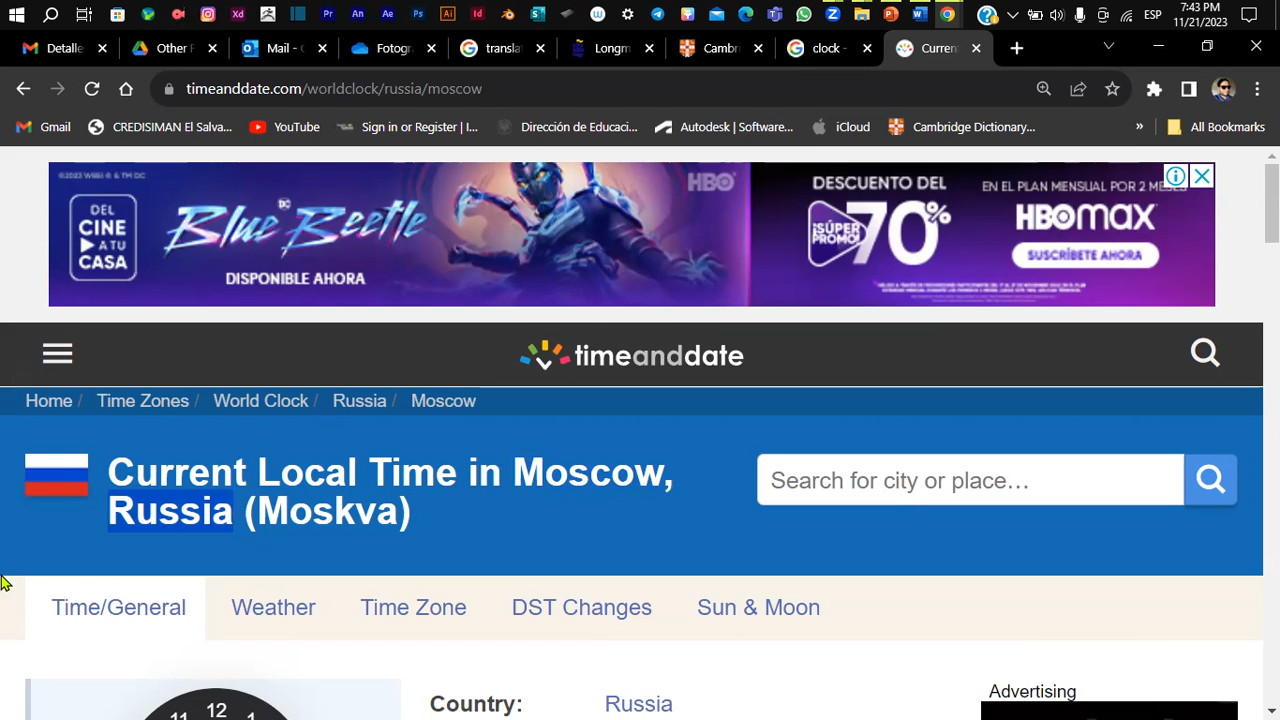 ESP
7:43 PM
11/21/2023
Detalle
Other F
Mail - C
Fotogr
transla
Longm
Cambri
clock -
Curren
timeanddate.com/worldclock/russia/moscow
Gmail
CREDISIMAN El Salva...
YouTube
Sign in or Register | I...
Dirección de Educaci...
Autodesk | Software...
iCloud
Cambridge Dictionary...
»
All Bookmarks
DEL
CINE
A TU
CASA
DC
BLUE BEETLE
DISPONIBLE AHORA
HBO
DESCUENTO DEL
¡SÚPER
PROMO!
70%
EN EL PLAN MENSUAL POR 2 MESES
HBOMAX
SUSCRÍBETE AHORA
timeanddate
Home / Time Zones / World Clock / Russia / Moscow
Current Local Time in Moscow,
Russia (Moskva)
Search for city or place…
Time/General
Weather
Time Zone
DST Changes
Sun & Moon
11 12 1
Country: Russia
Advertising